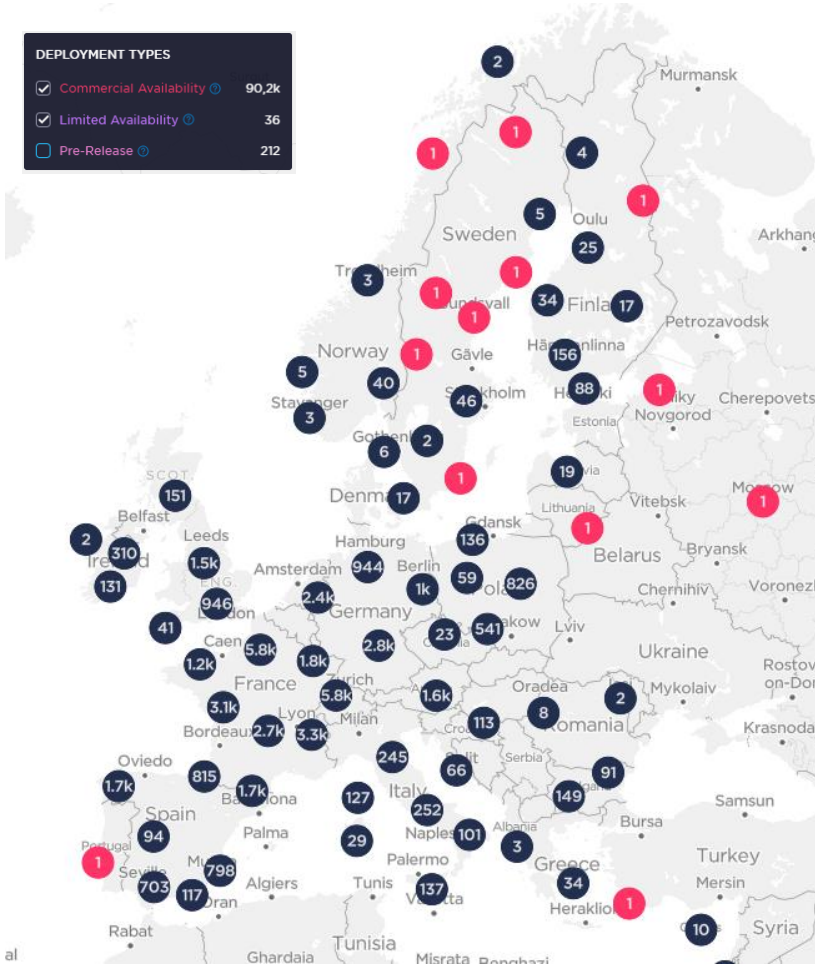 DEPLOYMENT TYPES
Commercial Availability 90,2k
Limited Availability 36
Pre-Release 212
2
Murmansk
1
1
4
1
5
Oulu
Sweden
25
Arkhang
1
3
1
34
17
1
Petrozavodsk
Norway
1
Gävle
156
5
40
88
1
Cherepovets
46
Novgorod
3
Estonia
2
6
19
1
SCOT.
151
17
1
Lithuania
Vitebsk
Belfast
Gdansk
1
2
310
Leeds
Hamburg
136
Belarus
Bryansk
1.5k
944
Berlin
131
ENG.
Amsterdam
1k
59
826
Chernihiv
Voronezh
946
2.4k
Germany
41
23
541
Lviv
Caen
5.8k
2.8k
Ukraine
1.2k
1.8k
Rostov
on-Don
France
Zurich
5.8k
1.6k
Oradea
2
Mykolaiv
3.1k
Lyon
Milan
113
8
Romania
Krasnoda
2.7k
3.3k
Oviedo
245
Serbia
66
91
1.7k
815
1.7k
127
Italy
149
Samsun
Spain
252
Bursa
94
Palma
29
Naples
101
Albania
3
Portugal
1
Palermo
Greece
Turkey
798
Mersin
703
117
Algiers
Tunis
137
34
Oran
Heraklion
1
Rabat
10
Syria
al
Tunisia
Ghardaia
Misrata
Benghazi